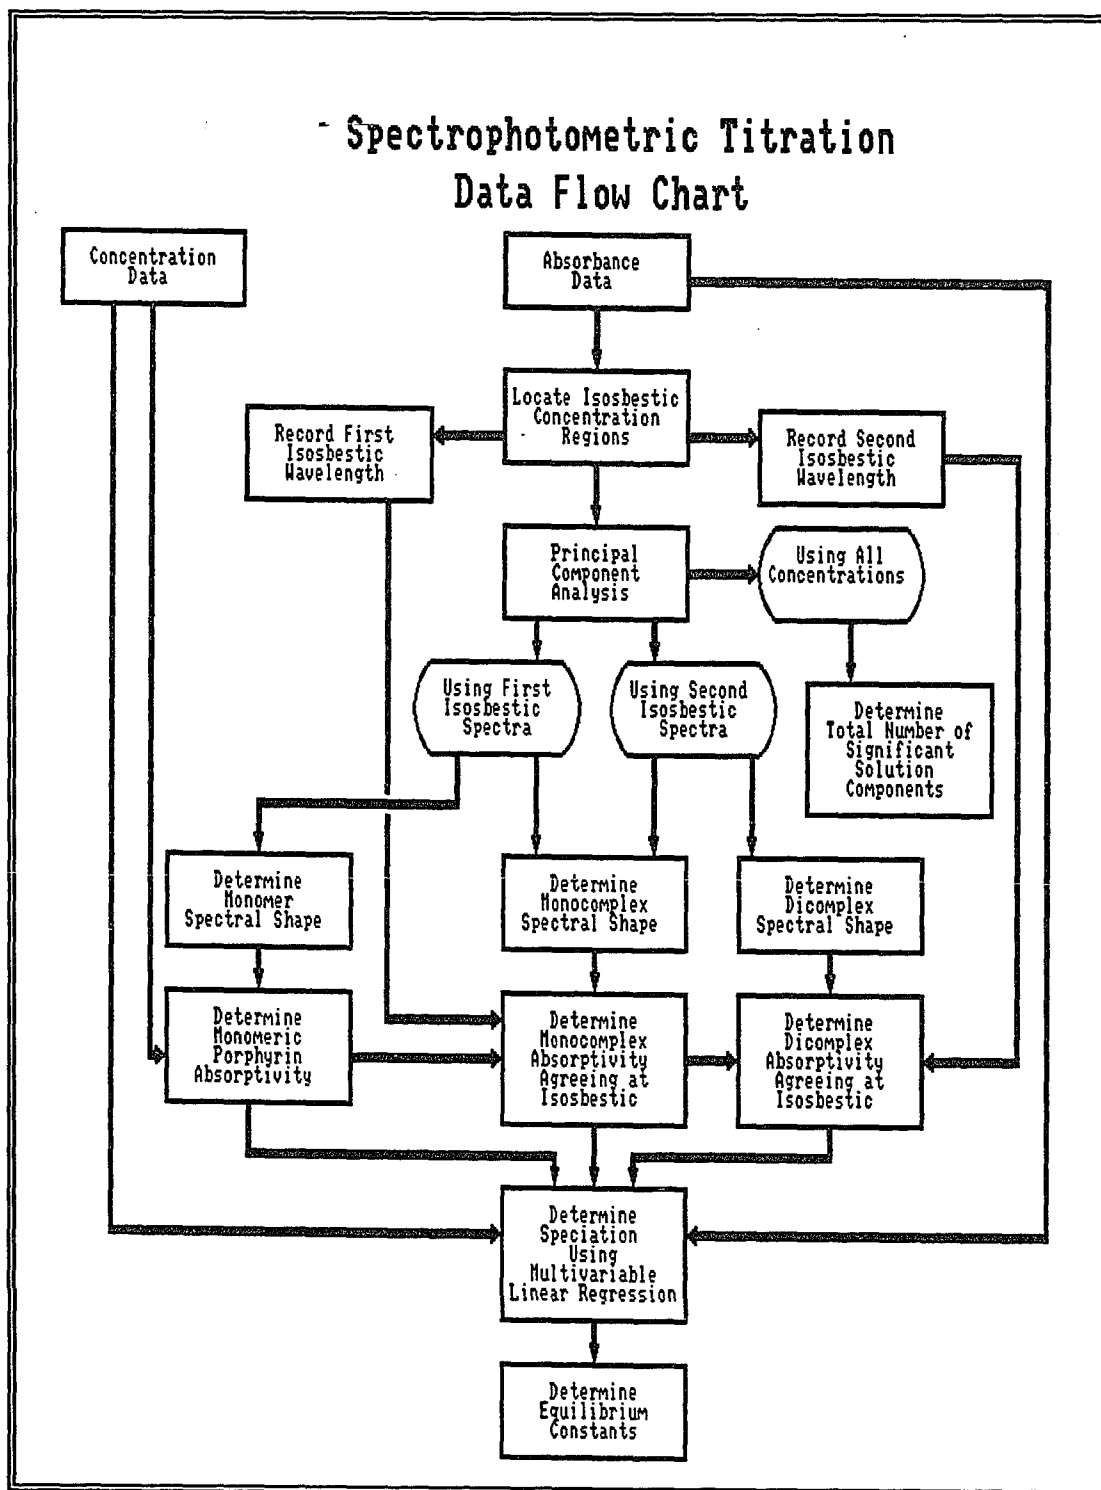 Spectrophotometric Titration
Data Flow Chart
Concentration
Data
Absorbance
Data
Locate Isosbestic
Concentration
Regions
Record First
Isosbestic
Wavelength
Record Second
Isosbestic
Wavelength
Principal
Component
Analysis
Using All
Concentrations
Using First
Isosbestic
Spectra
Using Second
Isosbestic
Spectra
Determine
Total Number of
Significant
Solution
Components
Determine
Monomer
Spectral Shape
Determine
Monocomplex
Spectral Shape
Determine
Dicomplex
Spectral Shape
Determine
Monomeric
Porphyrin
Absorptivity
Determine
Monocomplex
Absorptivity
Agreeing at
Isosbestic
Determine
Dicomplex
Absorptivity
Agreeing at
Isosbestic
Determine
Speciation
Using
Multivariable
Linear Regression
Determine
Equilibrium
Constants